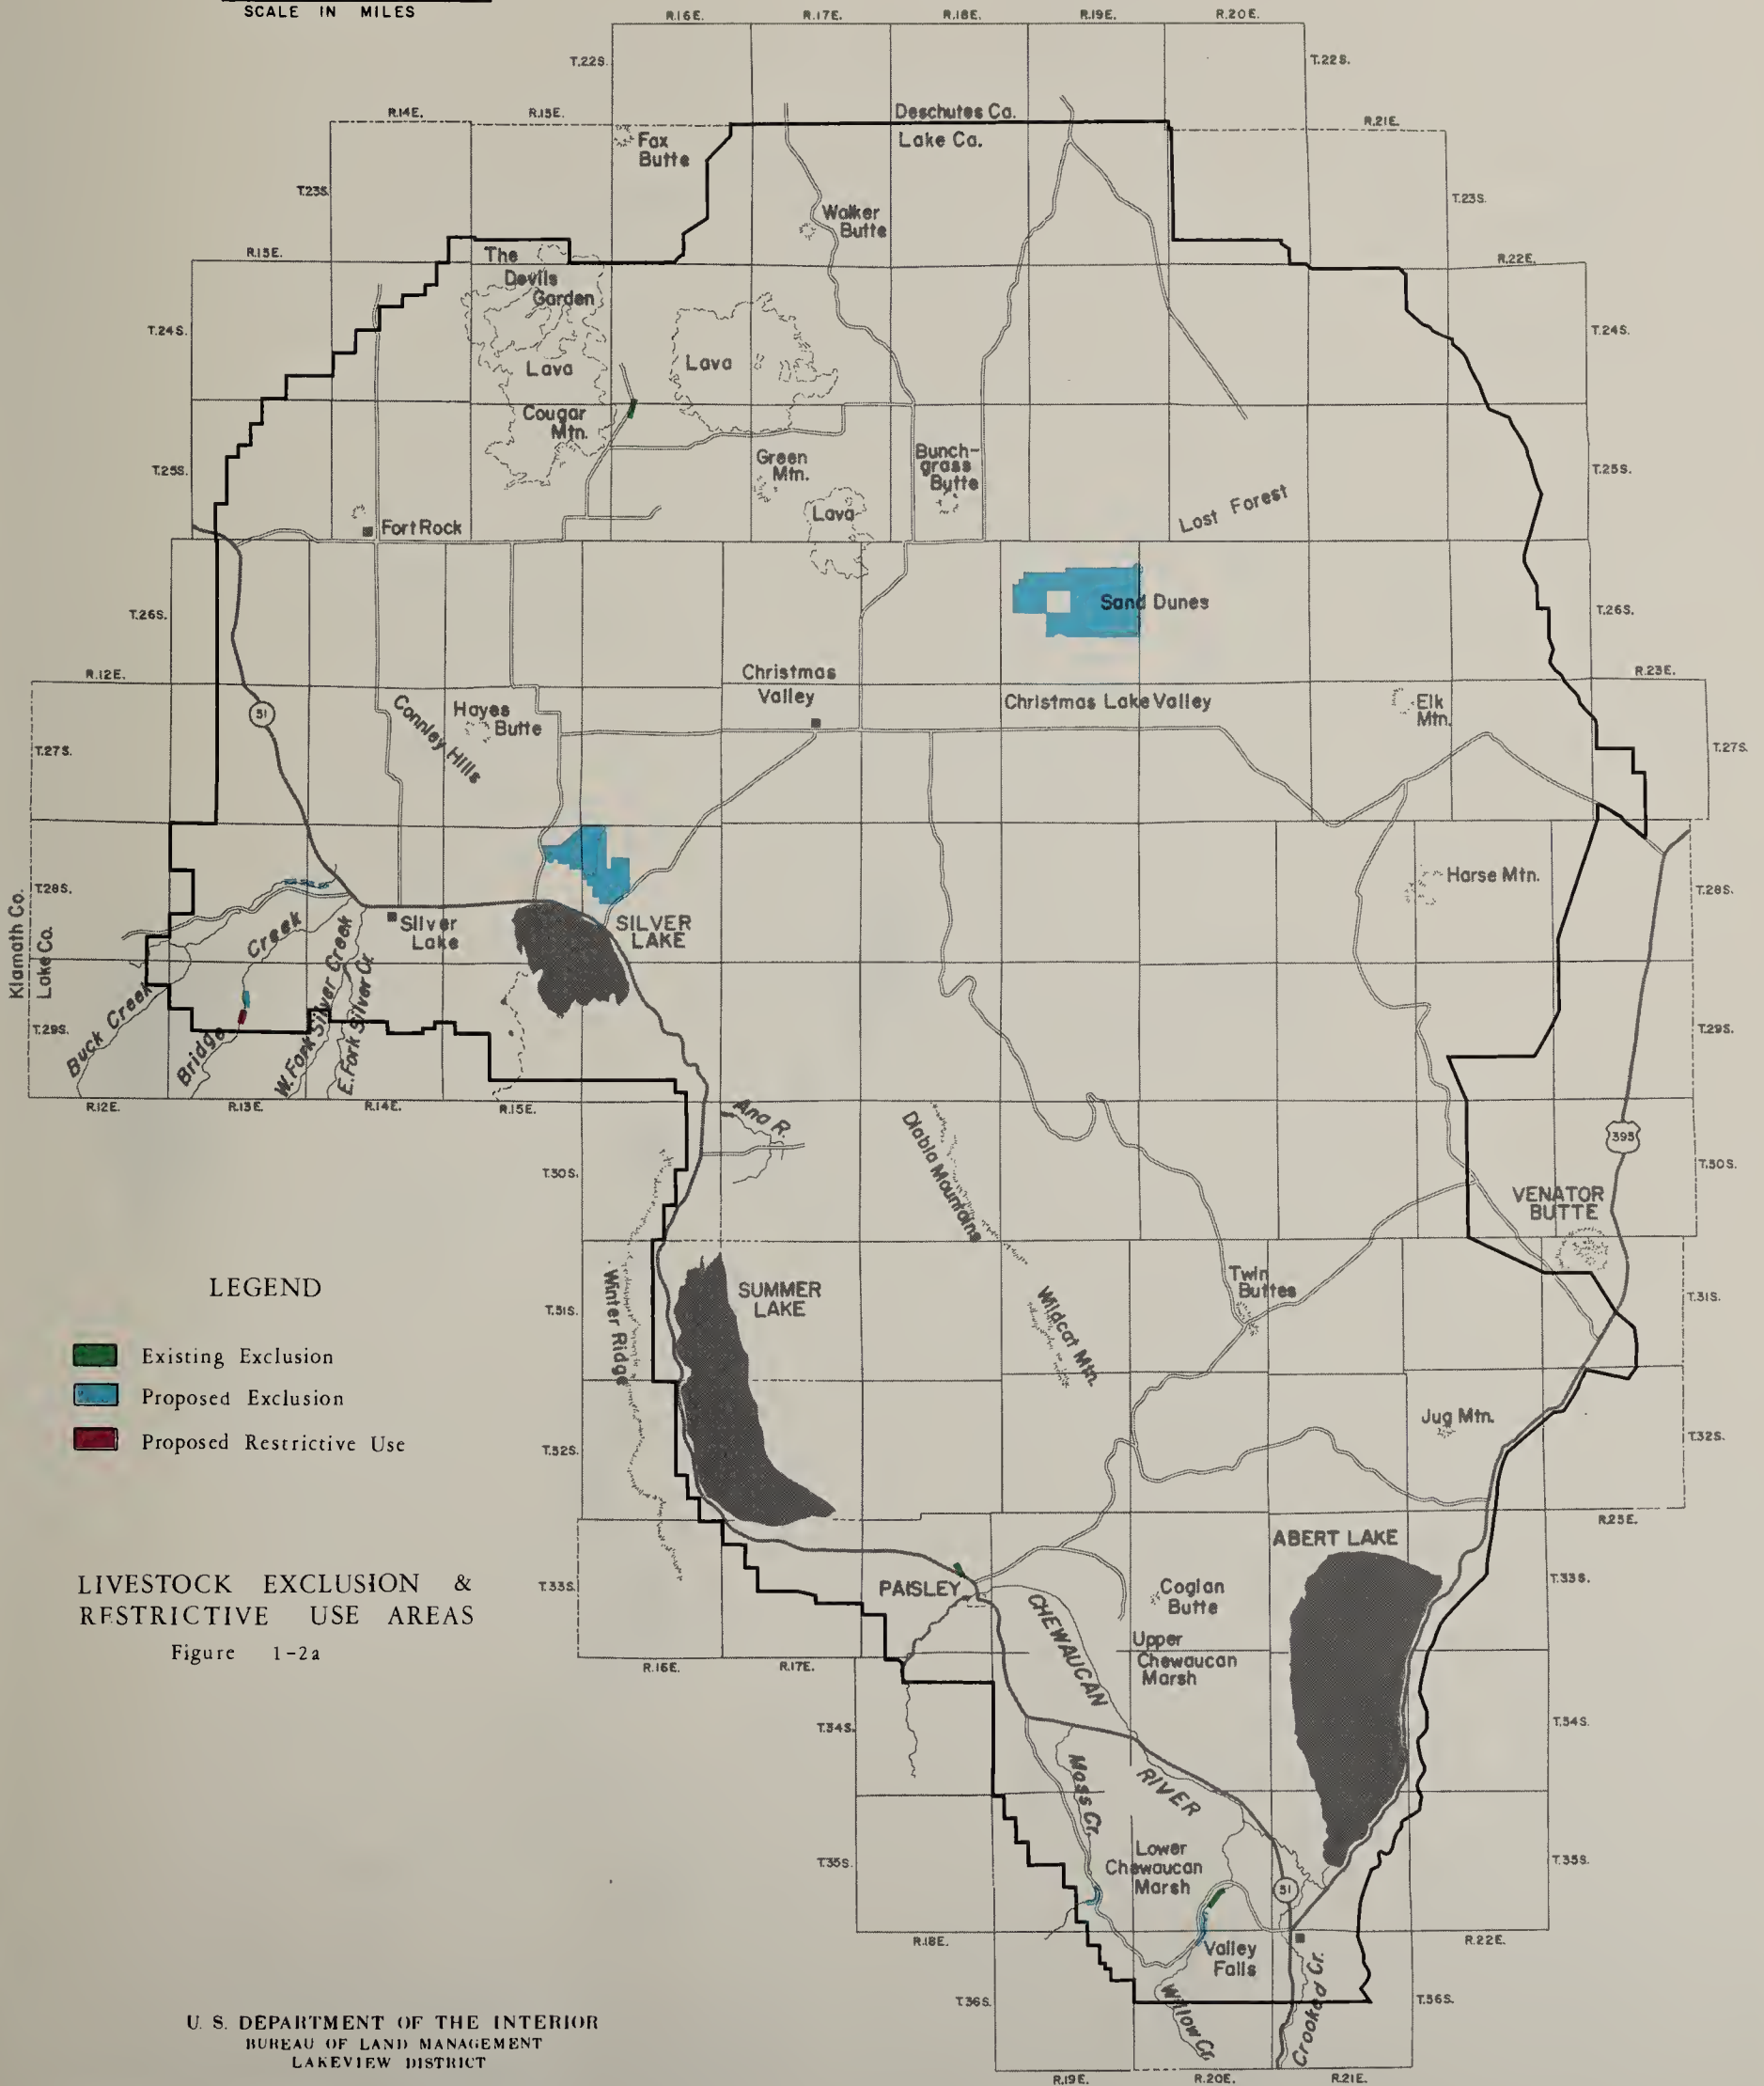 SCALE IN MILES
R.16E.
R.17E.
R.18E.
R.19E.
R.20E.
T.22S.
T.22S.
R.14E.
R.15E.
Deschutes Co.
Lake Co.
R.21E.
Fox
Butte
T.23S.
T.23S.
Walker
Butte
R.13E.
The
Devils
Garden
R.22E.
T.24S.
T.24S.
Lava
Lava
Cougar
Mtn.
Green
Mtn.
Bunch-
grass
Butte
T.25S.
T.25S.
Lava
Lost Forest
Fort Rock
Sand Dunes
T.26S.
T.26S.
R.12E.
Christmas
Valley
Christmas Lake Valley
R.23E.
Elk
Mtn.
31
Connley Hills
Hayes
Butte
T.27S.
T.27S.
T.28S.
Horse Mtn.
T.28S.
Klamath Co.
Lake Co.
Silver
Lake
SILVER
LAKE
Buck Creek
Bridge
Creek
W. Fork Silver Creek
E. Fork Silver Cr.
T.29S.
T.29S.
R.12E.
R.13E.
R.14E.
R.15E.
Ana R.
Diablo Mountains
395
T.30S.
T.30S.
VENATOR
BUTTE
LEGEND
Existing Exclusion
Proposed Exclusion
Proposed Restrictive Use
Winter Ridge
SUMMER
LAKE
Twin
Buttes
T.31S.
T.31S.
Wildcat Mtn.
Jug Mtn.
T.32S.
T.32S.
R.23E.
ABERT LAKE
LIVESTOCK EXCLUSION &
RESTRICTIVE USE AREAS
Figure 1-2a
T.33S.
PAISLEY
Coglan
Butte
T.33S.
CHEWAUCAN
RIVER
Upper
Chewaucan
Marsh
R.16E.
R.17E.
T.34S.
T.34S.
Moss Cr.
Lower
Chewaucan
Marsh
T.35S.
T.35S.
31
R.18E.
R.22E.
Valley
Falls
T.36S.
T.36S.
Willow Cr.
Crooked Cr.
R.19E.
R.20E.
R.21E.
U. S. DEPARTMENT OF THE INTERIOR
BUREAU OF LAND MANAGEMENT
LAKEVIEW DISTRICT